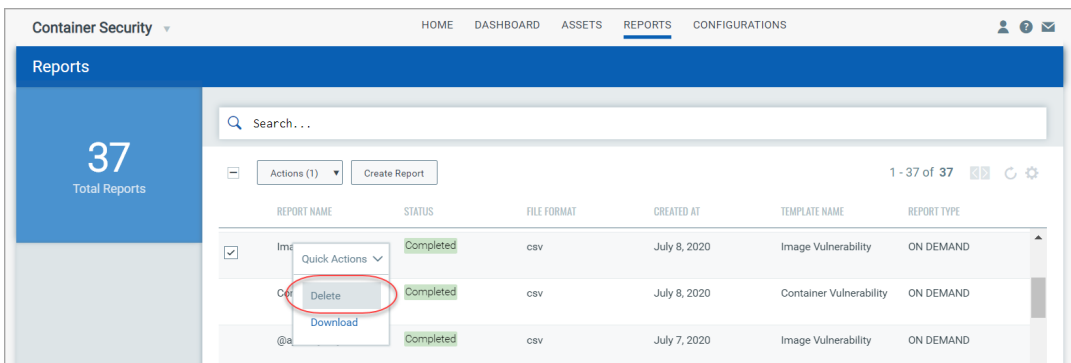 Container Security HOME DASHBOARD ASSETS REPORTS CONFIGURATIONS
Reports
37
Total Reports
Search...
Actions (1) Create Report 1 - 37 of 37
REPORT NAME STATUS FILE FORMAT CREATED AT TEMPLATE NAME REPORT TYPE
Completed csv July 8, 2020 Image Vulnerability ON DEMAND
Quick Actions
Delete Completed csv July 8, 2020 Container Vulnerability ON DEMAND
Download
Completed csv July 7, 2020 Image Vulnerability ON DEMAND